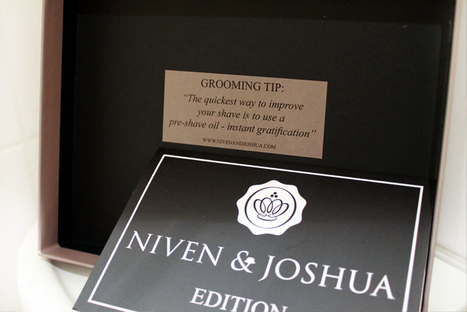 GROOMING TIP:
"The quickest way to improve
your shave is to use a
pre-shave oil - instant gratification"
WWW.NIVENANDJOSHUA.COM
NIVEN & JOSHUA
EDITION